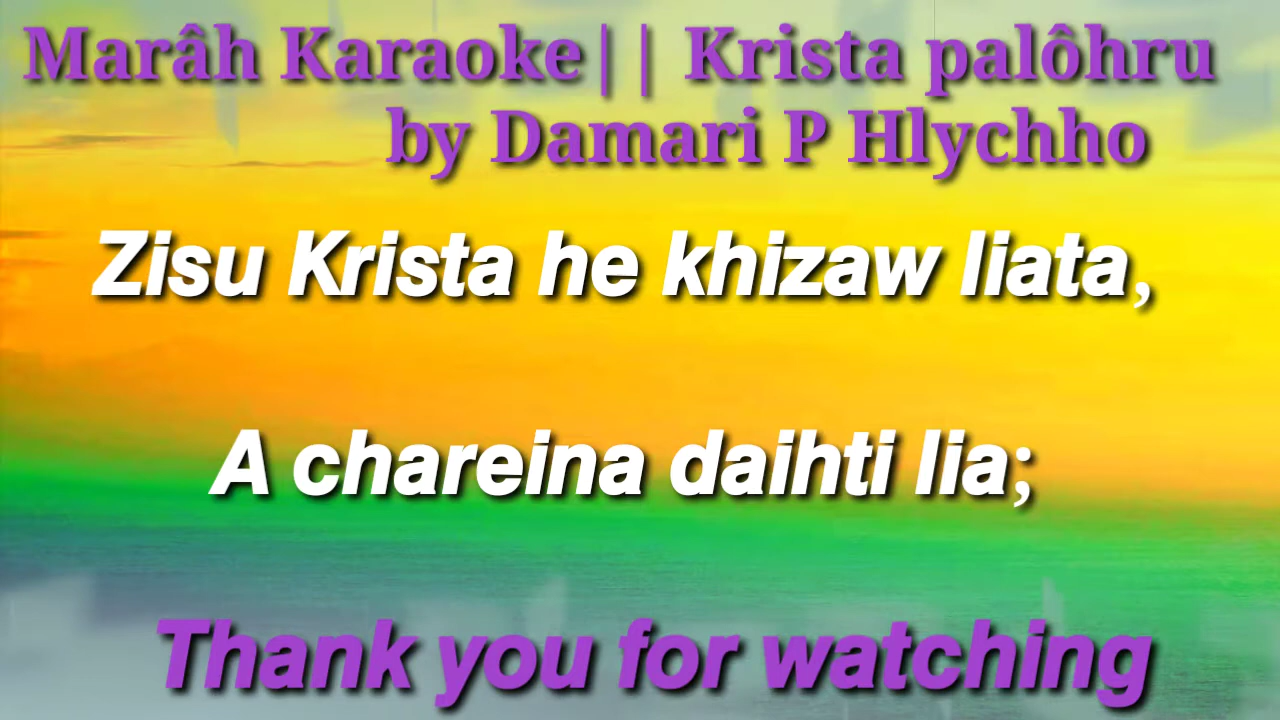 Marâh Karaoke|| Krista palôhru
by Damari P Hlychho
Zisu Krista he khizaw liata,
A chareina daihti lia;
Thank you for watching